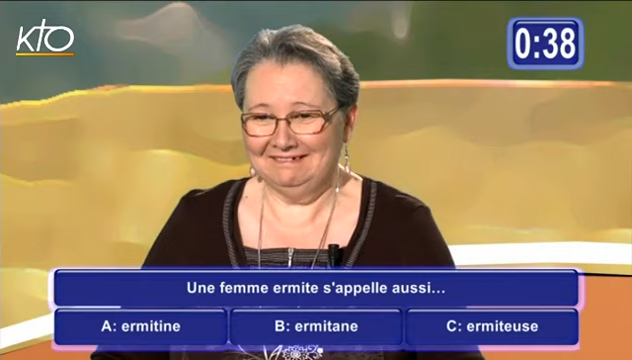 kto
0:38
Une femme ermite s'appelle aussi...
A: ermitine
B: ermitane
C: ermiteuse